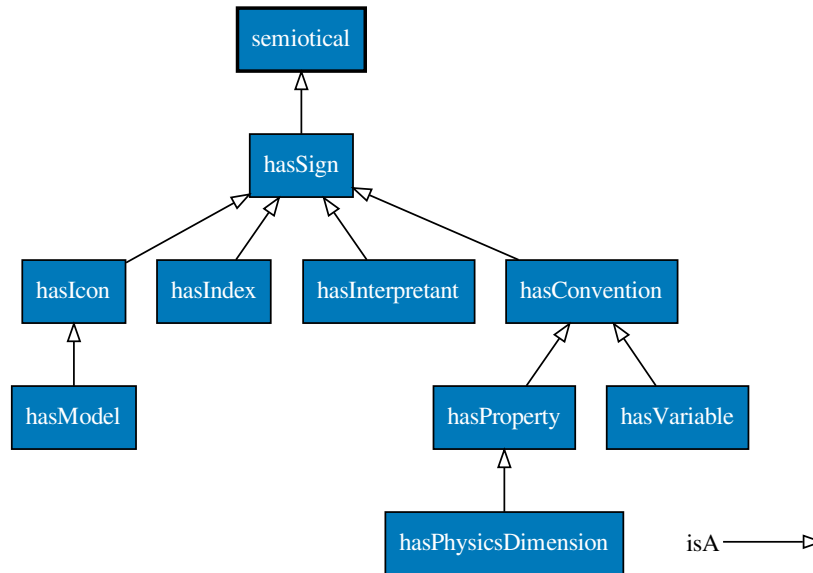 semiotical
hasSign
hasIcon
hasIndex
hasInterpretant
hasConvention
hasModel
hasProperty
hasVariable
hasPhysicsDimension
isA